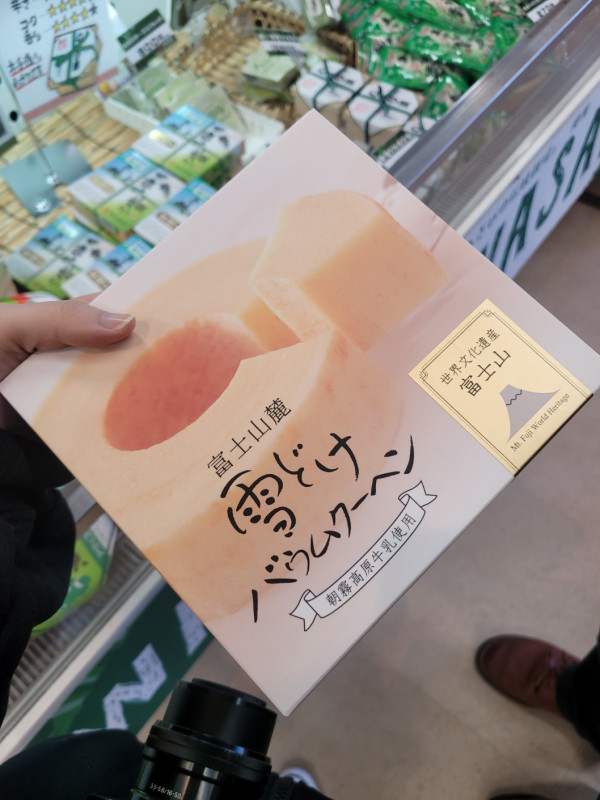 富士山麓
雪どけ
バウムクーヘン
朝霧高原牛乳使用
世界文化遺産
富士山
Mt. Fuji World Heritage